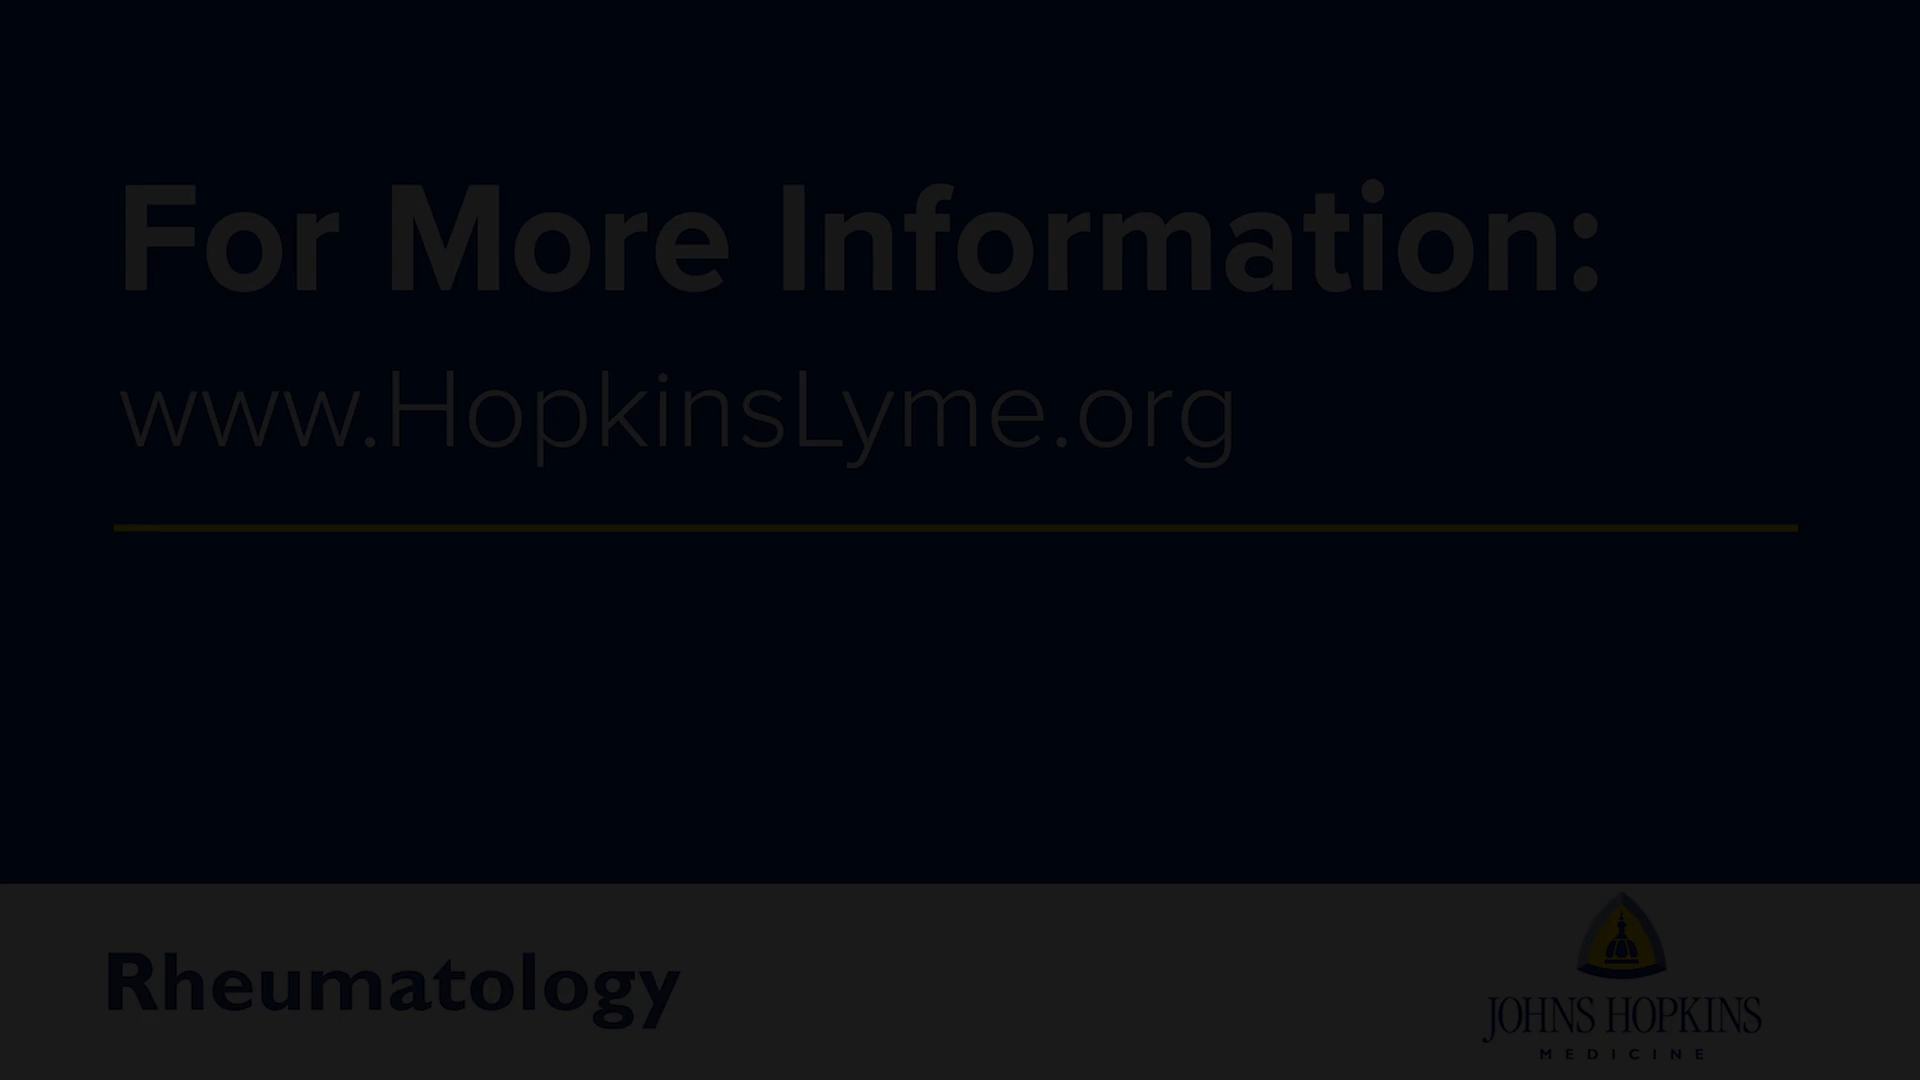 For More Information:
www.HopkinsLyme.org
Rheumatology
JOHNS HOPKINS
MEDICINE